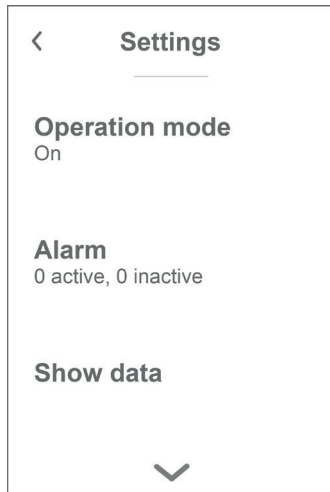 Settings
Operation mode
On
Alarm
0 active, 0 inactive
Show data